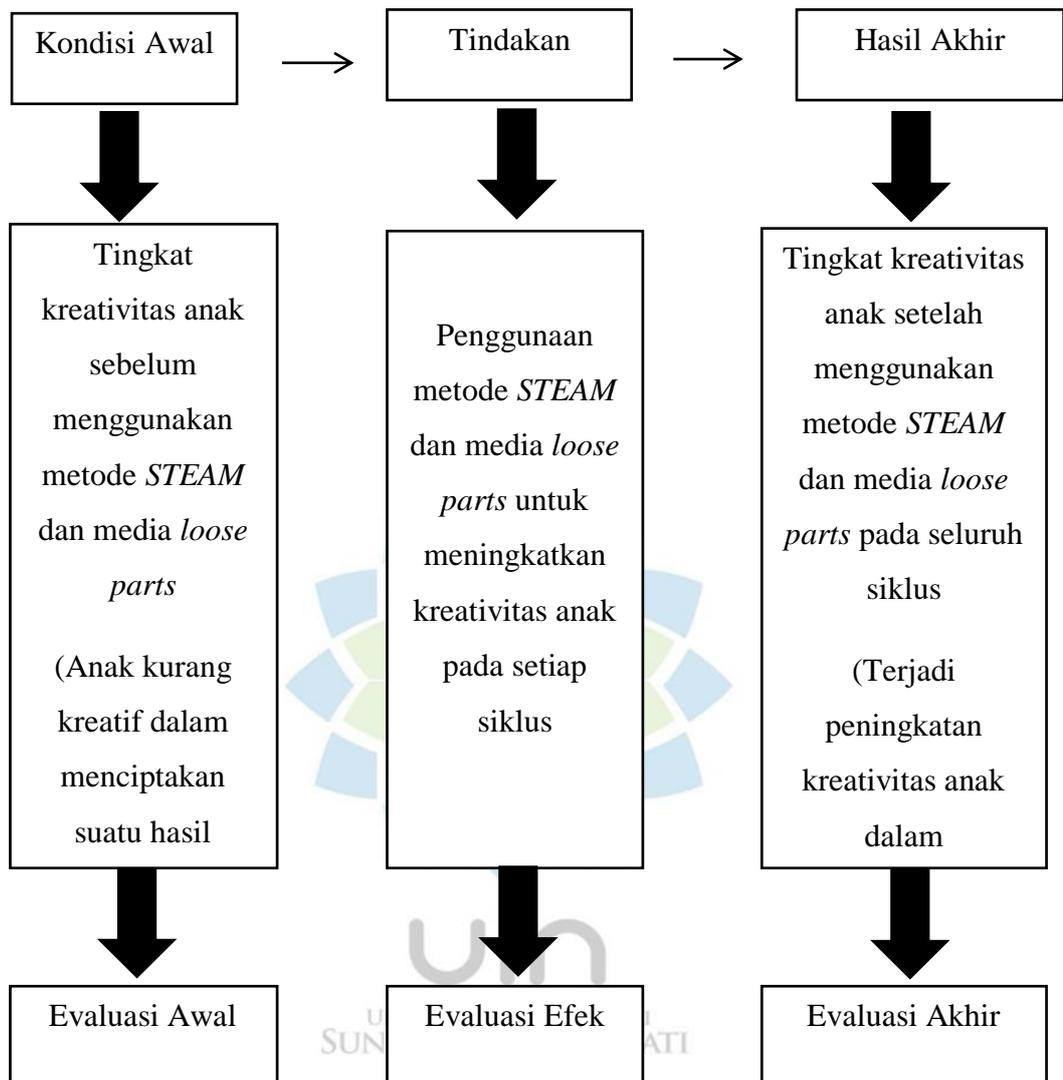 Kondisi Awal
Tindakan
Hasil Akhir
Tingkat
kreativitas anak
sebelum
menggunakan
metode STEAM
dan media loose
parts
(Anak kurang
kreatif dalam
menciptakan
suatu hasil
Penggunaan
metode STEAM
dan media loose
parts untuk
meningkatkan
kreativitas anak
pada setiap
siklus
Tingkat kreativitas
anak setelah
menggunakan
metode STEAM
dan media loose
parts pada seluruh
siklus
(Terjadi
peningkatan
kreativitas anak
dalam
uin
Evaluasi Awal
Evaluasi Efek
Evaluasi Akhir